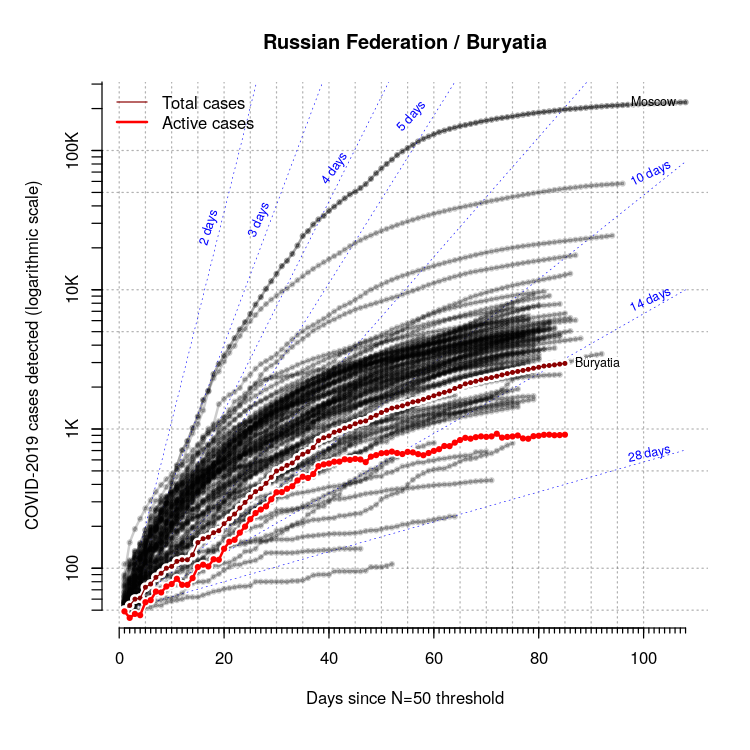 Russian Federation / Buryatia
Total cases
Active cases
2 days
3 days
4 days
5 days
Moscow
10 days
14 days
Buryatia
28 days
COVID-2019 cases detected (logarithmic scale)
100K
10K
1K
100
0 20 40 60 80 100
Days since N=50 threshold